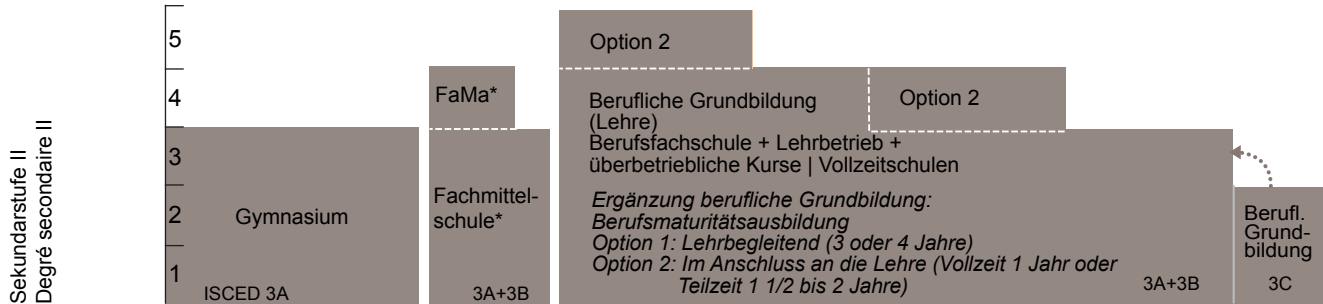 Sekundarstufe II
Degré secondaire II
5
4
3
2
1
Gymnasium
ISCED 3A
FaMa*
Fachmittel-
schule*
3A+3B
Option 2
Option 2
Berufliche Grundbildung
(Lehre)
Berufsfachschule + Lehrbetrieb +
überbetriebliche Kurse | Vollzeitschulen
Ergänzung berufliche Grundbildung:
Berufsmaturitätsausbildung
Option 1: Lehrbegleitend (3 oder 4 Jahre)
Option 2: Im Anschluss an die Lehre (Vollzeit 1 Jahr oder
Teilzeit 1 1/2 bis 2 Jahre)
3A+3B
Berufl.
Grund-
bildung
3C